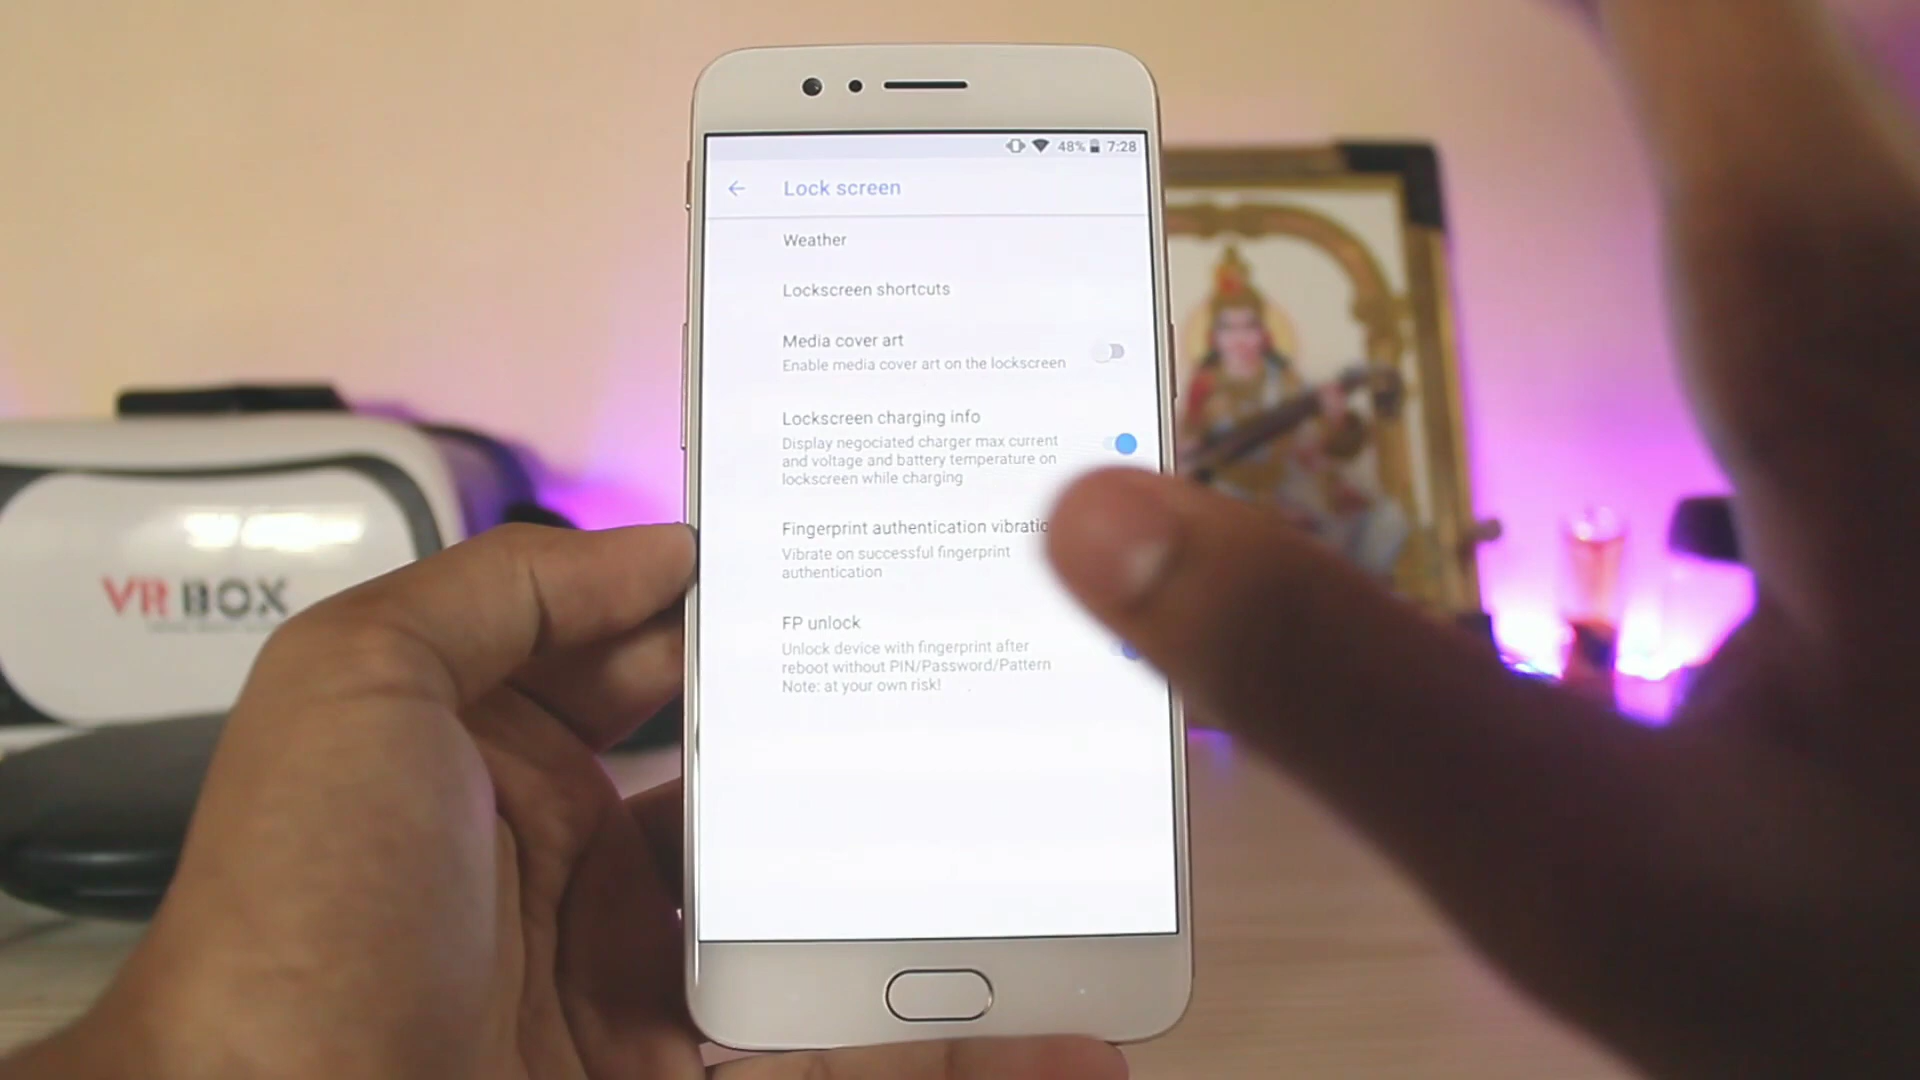 48% 7:28
Lock screen
Weather
Lockscreen shortcuts
Media cover art
Enable media cover art on the lockscreen
Lockscreen charging info
Display negociated charger max current
and voltage and battery temperature on
lockscreen while charging
Fingerprint authentication vibratio
Vibrate on successful fingerprint
authentication
FP unlock
Unlock device with fingerprint after
reboot without PIN/Password/Pattern
Note: at your own risk!
VR BOX